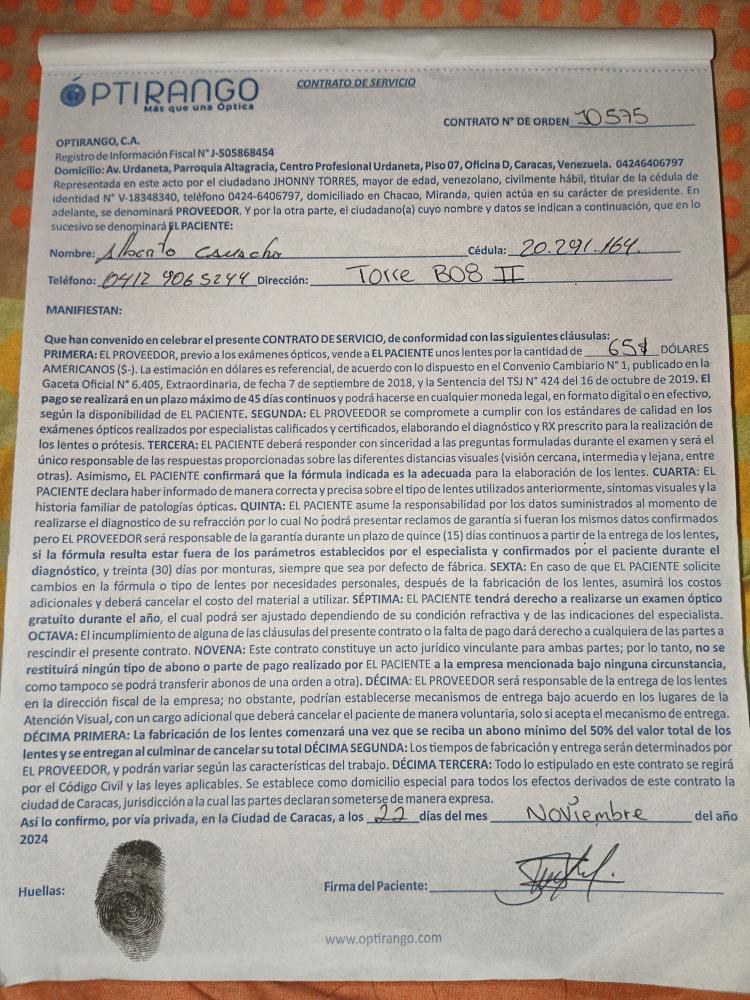 ÓPTIRANGO
Más que una Óptica
CONTRATO DE SERVICIO
CONTRATO N° DE ORDEN 10575
OPTIRANGO, C.A.
Registro de Información Fiscal N° J-505868454
Domicilio: Av. Urdaneta, Parroquia Altagracia, Centro Profesional Urdaneta, Piso 07, Oficina D, Caracas, Venezuela. 04246406797
Representada en este acto por el ciudadano JHONNY TORRES, mayor de edad, venezolano, civilmente hábil, titular de la cédula de
identidad N° V-18348340, teléfono 0424-6406797, domiciliado en Chacao, Miranda, quien actúa en su carácter de presidente. En
adelante, se denominará PROVEEDOR. Y por la otra parte, el ciudadano(a) cuyo nombre y datos se indican a continuación, que en lo
sucesivo se denominará EL PACIENTE:
Nombre: Alberto Cédula: 20.291.164.
Teléfono: 0412 9065244 Dirección: Torre BO8 II
MANIFIESTAN:
Que han convenido en celebrar el presente CONTRATO DE SERVICIO, de conformidad con las siguientes cláusulas:
PRIMERA: EL PROVEEDOR, previo a los exámenes ópticos, vende a EL PACIENTE unos lentes por la cantidad de 65$ DÓLARES
AMERICANOS ($-). La estimación en dólares es referencial, de acuerdo con lo dispuesto en el Convenio Cambiario N° 1, publicado en la
Gaceta Oficial N° 6.405, Extraordinaria, de fecha 7 de septiembre de 2018, y la Sentencia del TSJ N° 424 del 16 de octubre de 2019. El
pago se realizará en un plazo máximo de 45 días continuos y podrá hacerse en cualquier moneda legal, en formato digital o en efectivo,
según la disponibilidad de EL PACIENTE. SEGUNDA: EL PROVEEDOR se compromete a cumplir con los estándares de calidad en los
exámenes ópticos realizados por especialistas calificados y certificados, elaborando el diagnóstico y RX prescrito para la realización de
los lentes o prótesis. TERCERA: EL PACIENTE deberá responder con sinceridad a las preguntas formuladas durante el examen y será el
único responsable de las respuestas proporcionadas sobre las diferentes distancias visuales (visión cercana, intermedia y lejana, entre
otras). Asimismo, EL PACIENTE confirmará que la fórmula indicada es la adecuada para la elaboración de los lentes. CUARTA: EL
PACIENTE declara haber informado de manera correcta y precisa sobre el tipo de lentes utilizados anteriormente, síntomas visuales y la
historia familiar de patologías ópticas. QUINTA: EL PACIENTE asume la responsabilidad por los datos suministrados al momento de
realizarse el diagnostico de su refracción por lo cual No podrá presentar reclamos de garantía si fueran los mismos datos confirmados
pero EL PROVEEDOR será responsable de la garantía durante un plazo de quince (15) días continuos a partir de la entrega de los lentes,
si la fórmula resulta estar fuera de los parámetros establecidos por el especialista y confirmados por el paciente durante el
diagnóstico, y treinta (30) días por monturas, siempre que sea por defecto de fábrica. SEXTA: En caso de que EL PACIENTE solicite
cambios en la fórmula o tipo de lentes por necesidades personales, después de la fabricación de los lentes, asumirá los costos
adicionales y deberá cancelar el costo del material a utilizar. SÉPTIMA: EL PACIENTE tendrá derecho a realizarse un examen óptico
gratuito durante el año, el cual podrá ser ajustado dependiendo de su condición refractiva y de las indicaciones del especialista.
OCTAVA: El incumplimiento de alguna de las cláusulas del presente contrato o la falta de pago dará derecho a cualquiera de las partes a
rescindir el presente contrato. NOVENA: Este contrato constituye un acto jurídico vinculante para ambas partes; por lo tanto, no se
restituirá ningún tipo de abono o parte de pago realizado por EL PACIENTE a la empresa mencionada bajo ninguna circunstancia,
como tampoco se podrá transferir abonos de una orden a otra). DÉCIMA: EL PROVEEDOR será responsable de la entrega de los lentes
en la dirección fiscal de la empresa; no obstante, podrían establecerse mecanismos de entrega bajo acuerdo en los lugares de la
Atención Visual, con un cargo adicional que deberá cancelar el paciente de manera voluntaria, solo si acepta el mecanismo de entrega.
DÉCIMA PRIMERA: La fabricación de los lentes comenzará una vez que se reciba un abono mínimo del 50% del valor total de los
lentes y se entregan al culminar de cancelar su total DÉCIMA SEGUNDA: Los tiempos de fabricación y entrega serán determinados por
EL PROVEEDOR, y podrán variar según las características del trabajo. DÉCIMA TERCERA: Todo lo estipulado en este contrato se regirá
por el Código Civil y las leyes aplicables. Se establece como domicilio especial para todos los efectos derivados de este contrato la
ciudad de Caracas, jurisdicción a la cual las partes declaran someterse de manera expresa.
Así lo confirmo, por vía privada, en la Ciudad de Caracas, a los 22 días del mes Noviembre del año
2024
Huellas:
Firma del Paciente:
www.optirango.com